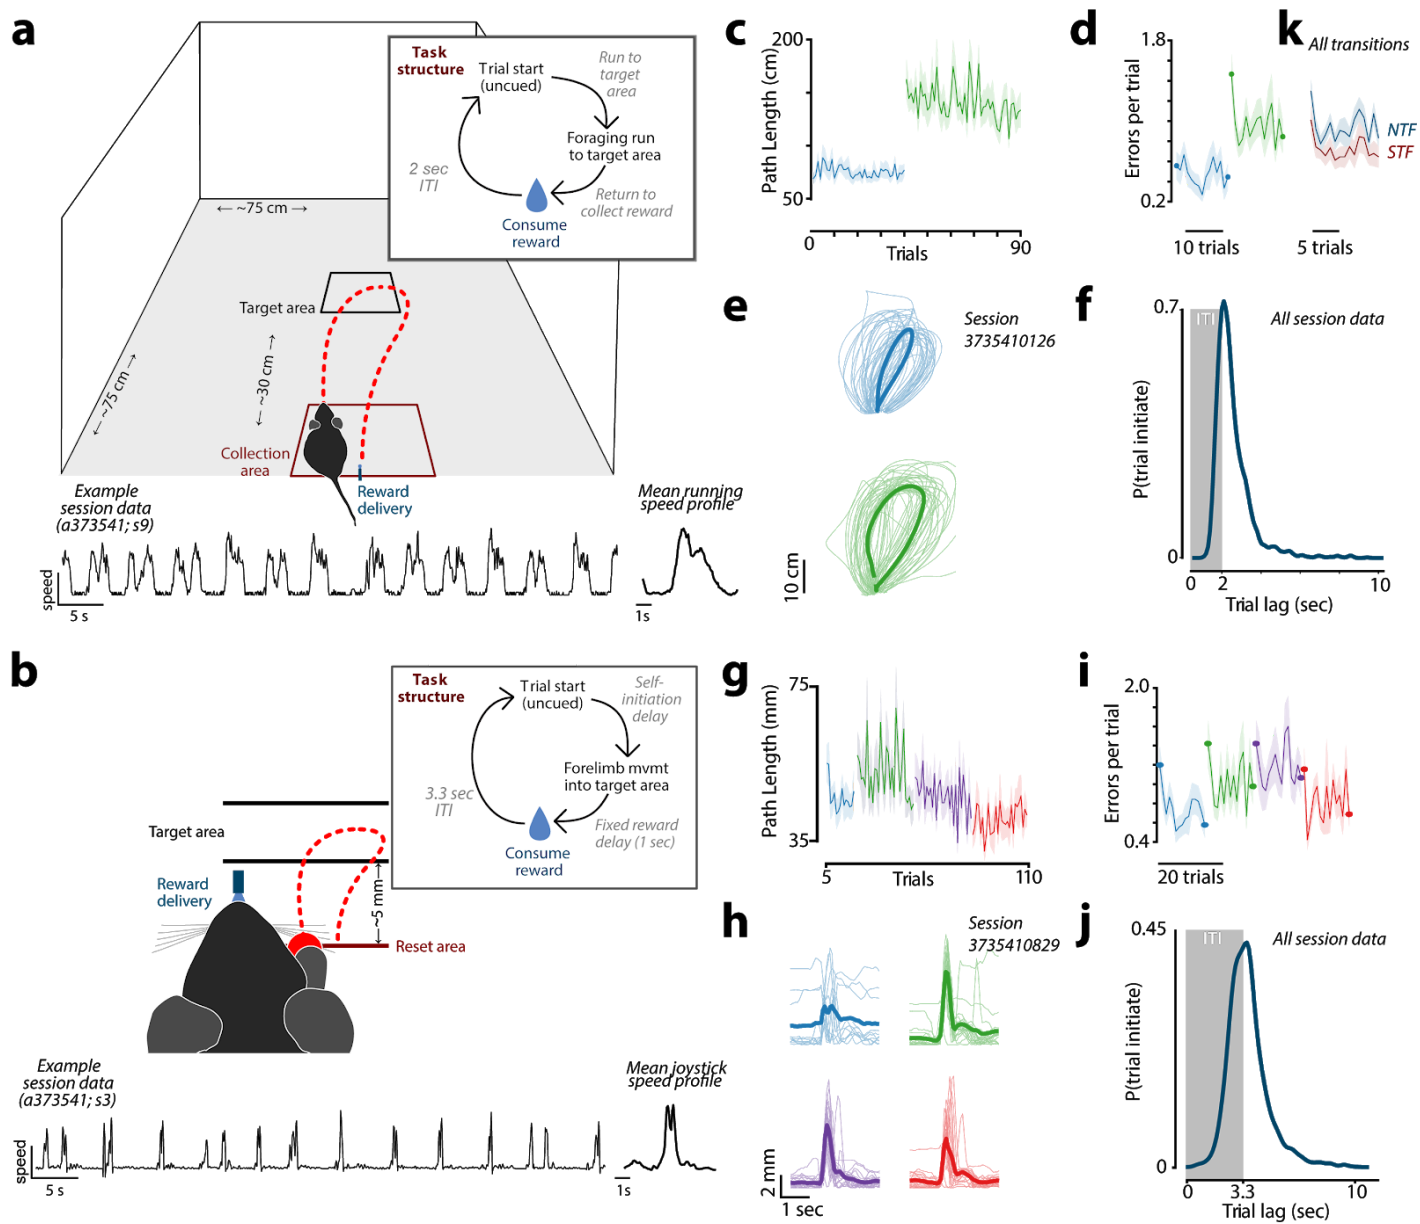 a
Task
structure
Trial start
(uncued)
Run to
target
area
Foraging run
to target area
2 sec
ITI
Return to
collect reward
Consume
reward
← ~75 cm →
Target area
← ~30 cm →
← ~75 cm →
Collection
area
Reward
delivery
Example
session data
(a373541; s9)
Mean running
speed profile
speed
5 s
1s
b
Task
structure
Trial start
(uncued)
Self-
initiation
delay
Forelimb mvmt
into target area
3.3 sec
ITI
Fixed reward
delay (1 sec)
Consume
reward
Target area
Reward
delivery
←~5 mm→
Reset area
Example
session data
(a373541; s3)
Mean joystick
speed profile
speed
5 s
1s
c
200
Path Length (cm)
50
0
90
Trials
d
1.8
Errors per trial
0.2
10 trials
k
All transitions
NTF
STF
5 trials
e
Session
3735410126
10 cm
f
0.7
ITI
All session data
P(trial initiate)
0
0
2
10
Trial lag (sec)
g
75
Path Length (mm)
35
5
Trials
110
i
2.0
Errors per trial
0.4
20 trials
h
Session
3735410829
2 mm
1 sec
j
0.45
ITI
All session data
P(trial initiate)
0
0
3.3
10
Trial lag (sec)